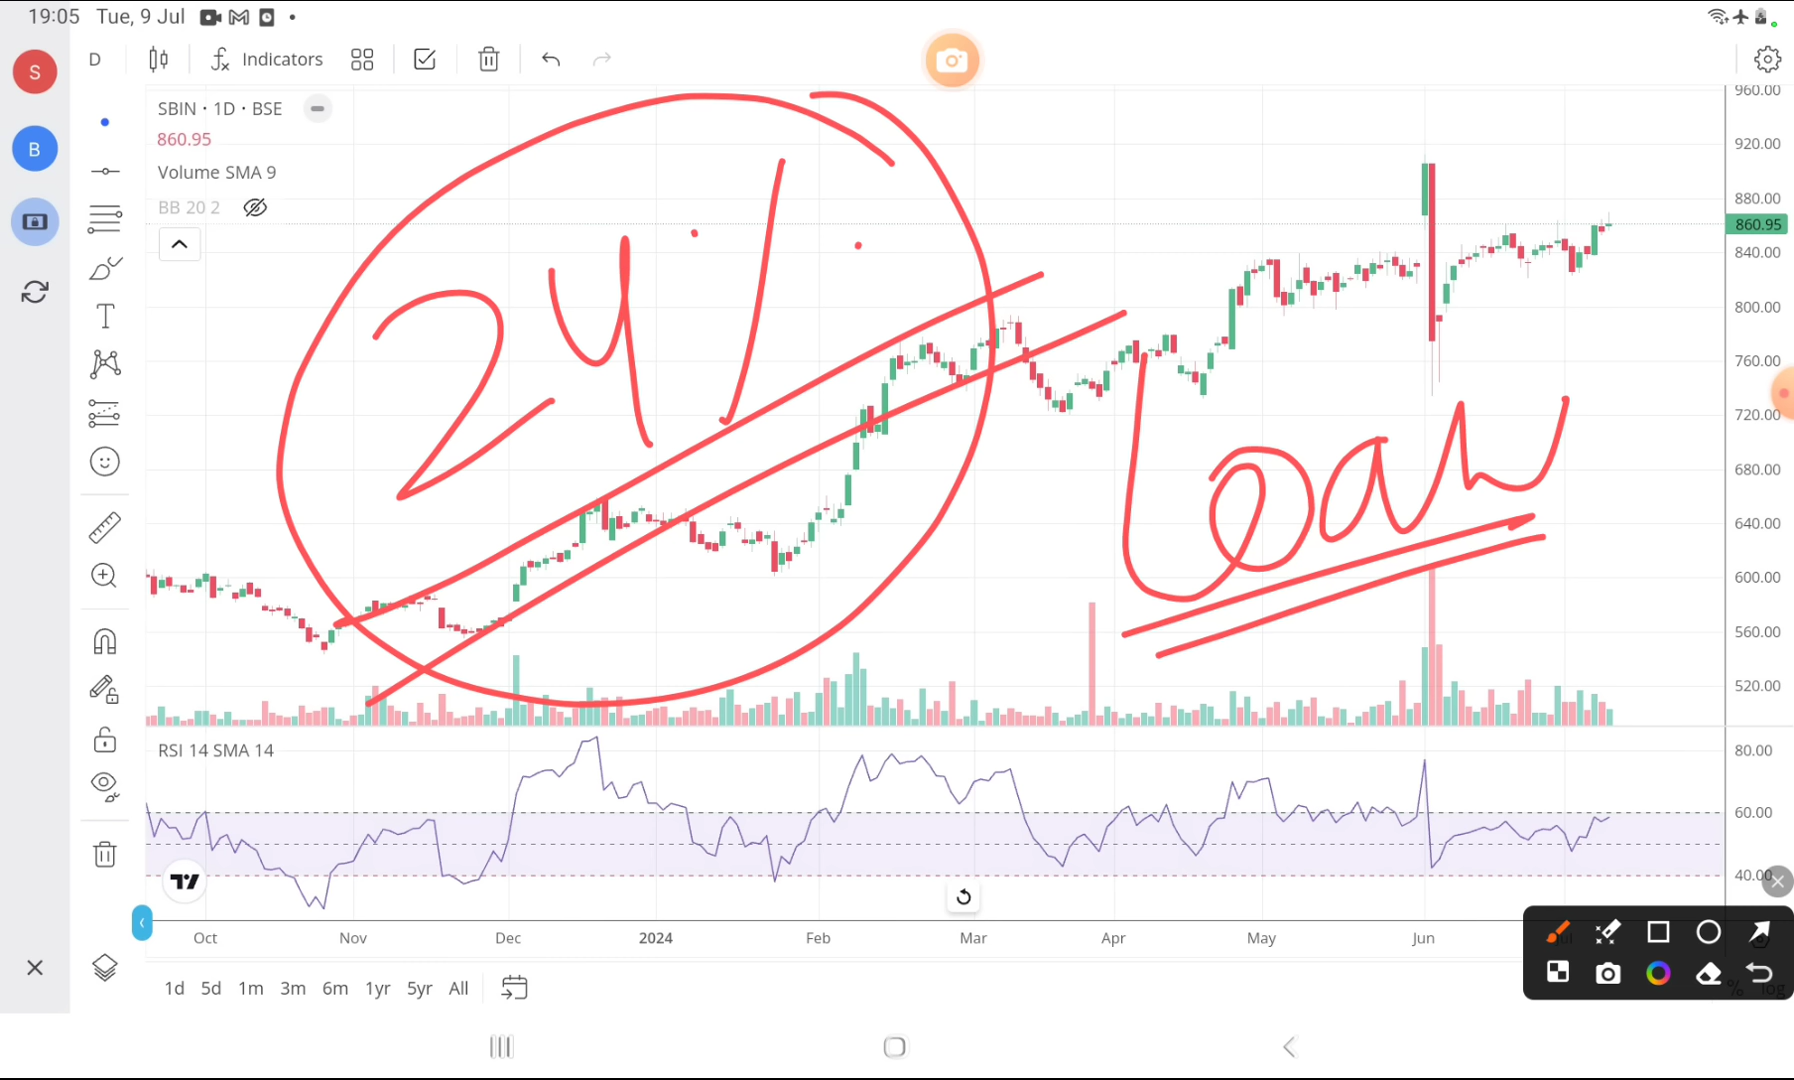 19:05 Tue, 9 Jul
S
B
D Indicators
SBIN · 1D · BSE
860.95
Volume SMA 9
BB 20 2
24%
Loan
960.00
920.00
880.00
860.95
840.00
800.00
760.00
720.00
680.00
640.00
600.00
560.00
520.00
RSI 14 SMA 14
80.00
60.00
40.00
Oct Nov Dec 2024 Feb Mar Apr May Jun Jul
1d 5d 1m 3m 6m 1yr 5yr All
% log